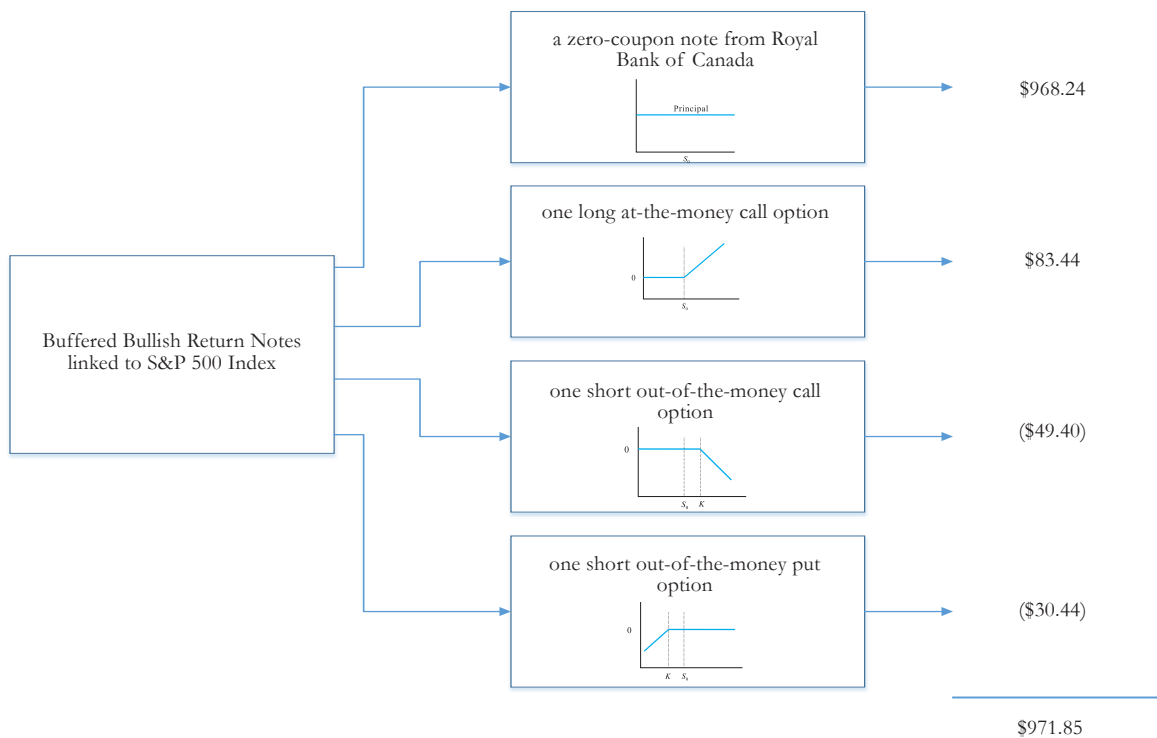 a zero-coupon note from Royal
Bank of Canada
Principal
S₀
$968.24
one long at-the-money call option
0
S₀
$83.44
Buffered Bullish Return Notes
linked to S&P 500 Index
one short out-of-the-money call
option
0
S₀ K
($49.40)
one short out-of-the-money put
option
0
K S₀
($30.44)
$971.85